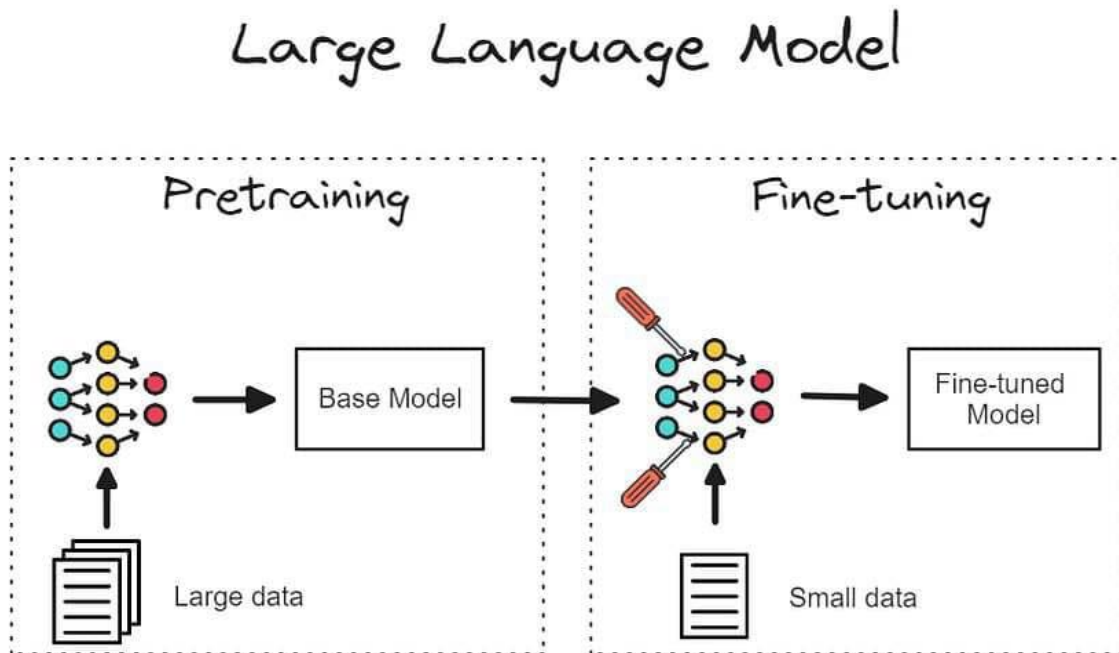 Large Language Model
Pretraining
Fine-tuning
Base Model
Fine-tuned
Model
Large data
Small data